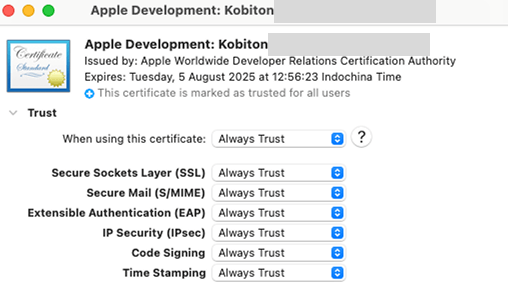 Apple Development: Kobiton
Certificate
Standard
Apple Development: Kobiton
Issued by: Apple Worldwide Developer Relations Certification Authority
Expires: Tuesday, 5 August 2025 at 12:56:23 Indochina Time
This certificate is marked as trusted for all users
Trust
When using this certificate: Always Trust ?
Secure Sockets Layer (SSL) Always Trust
Secure Mail (S/MIME) Always Trust
Extensible Authentication (EAP) Always Trust
IP Security (IPsec) Always Trust
Code Signing Always Trust
Time Stamping Always Trust